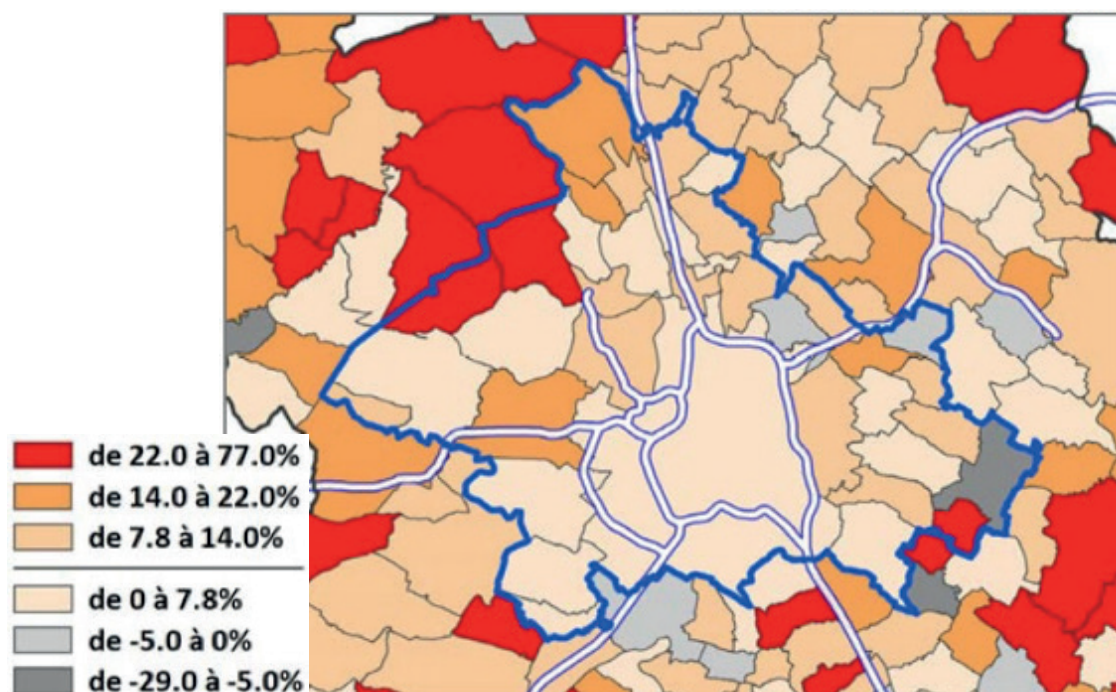 de 22.0 à 77.0%
de 14.0 à 22.0%
de 7.8 à 14.0%
de 0 à 7.8%
de -5.0 à 0%
de -29.0 à -5.0%